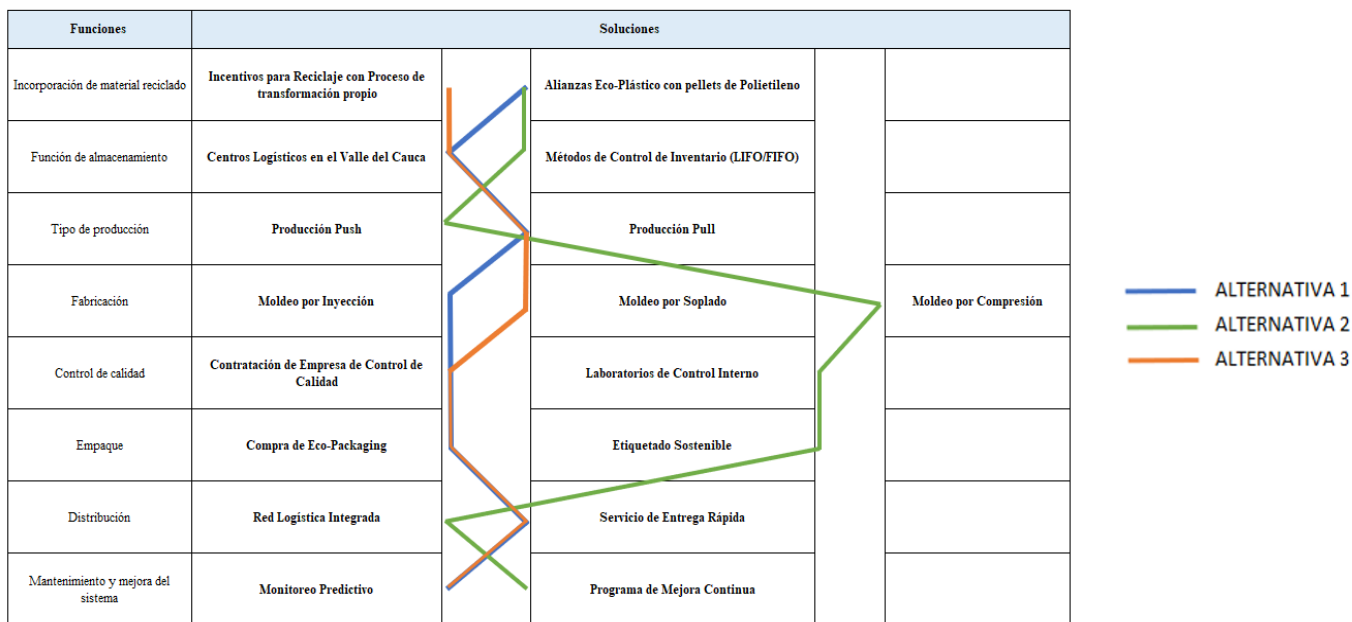 Funciones
Soluciones
Incorporación de material reciclado
Incentivos para Reciclaje con Proceso de
transformación propio
Alianzas Eco-Plástico con pellets de Polietileno
Función de almacenamiento
Centros Logísticos en el Valle del Cauca
Métodos de Control de Inventario (LIFO/FIFO)
Tipo de producción
Producción Push
Producción Pull
Fabricación
Moldeo por Inyección
Moldeo por Soplado
Moldeo por Compresión
Control de calidad
Contratación de Empresa de Control de
Calidad
Laboratorios de Control Interno
Empaque
Compra de Eco-Packaging
Etiquetado Sostenible
Distribución
Red Logística Integrada
Servicio de Entrega Rápida
Mantenimiento y mejora del
sistema
Monitoreo Predictivo
Programa de Mejora Continua
ALTERNATIVA 1
ALTERNATIVA 2
ALTERNATIVA 3